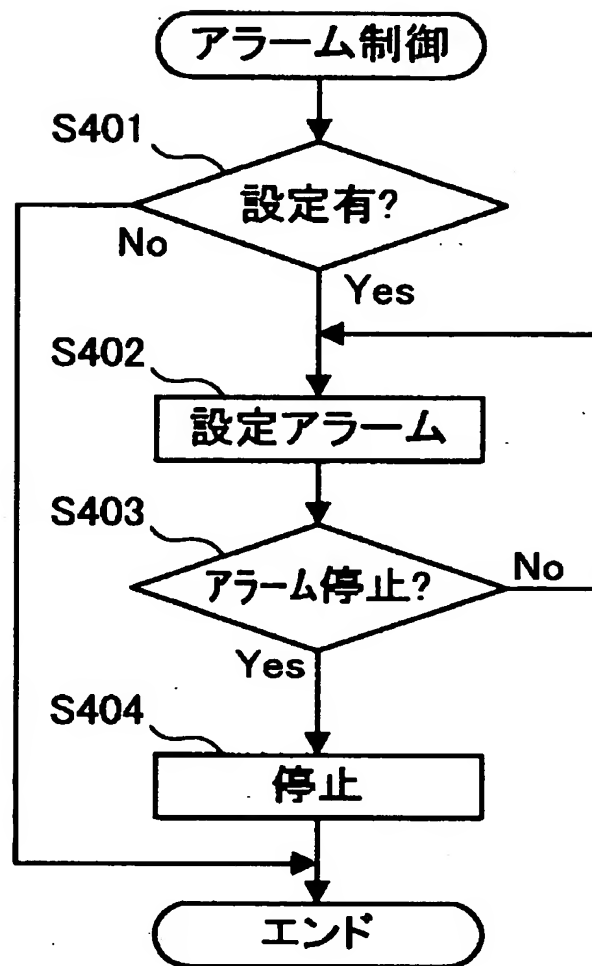 アラーム制御
S401
設定有?
No
Yes
S402
設定アラーム
S403
アラーム停止?
No
Yes
S404
停止
エンド